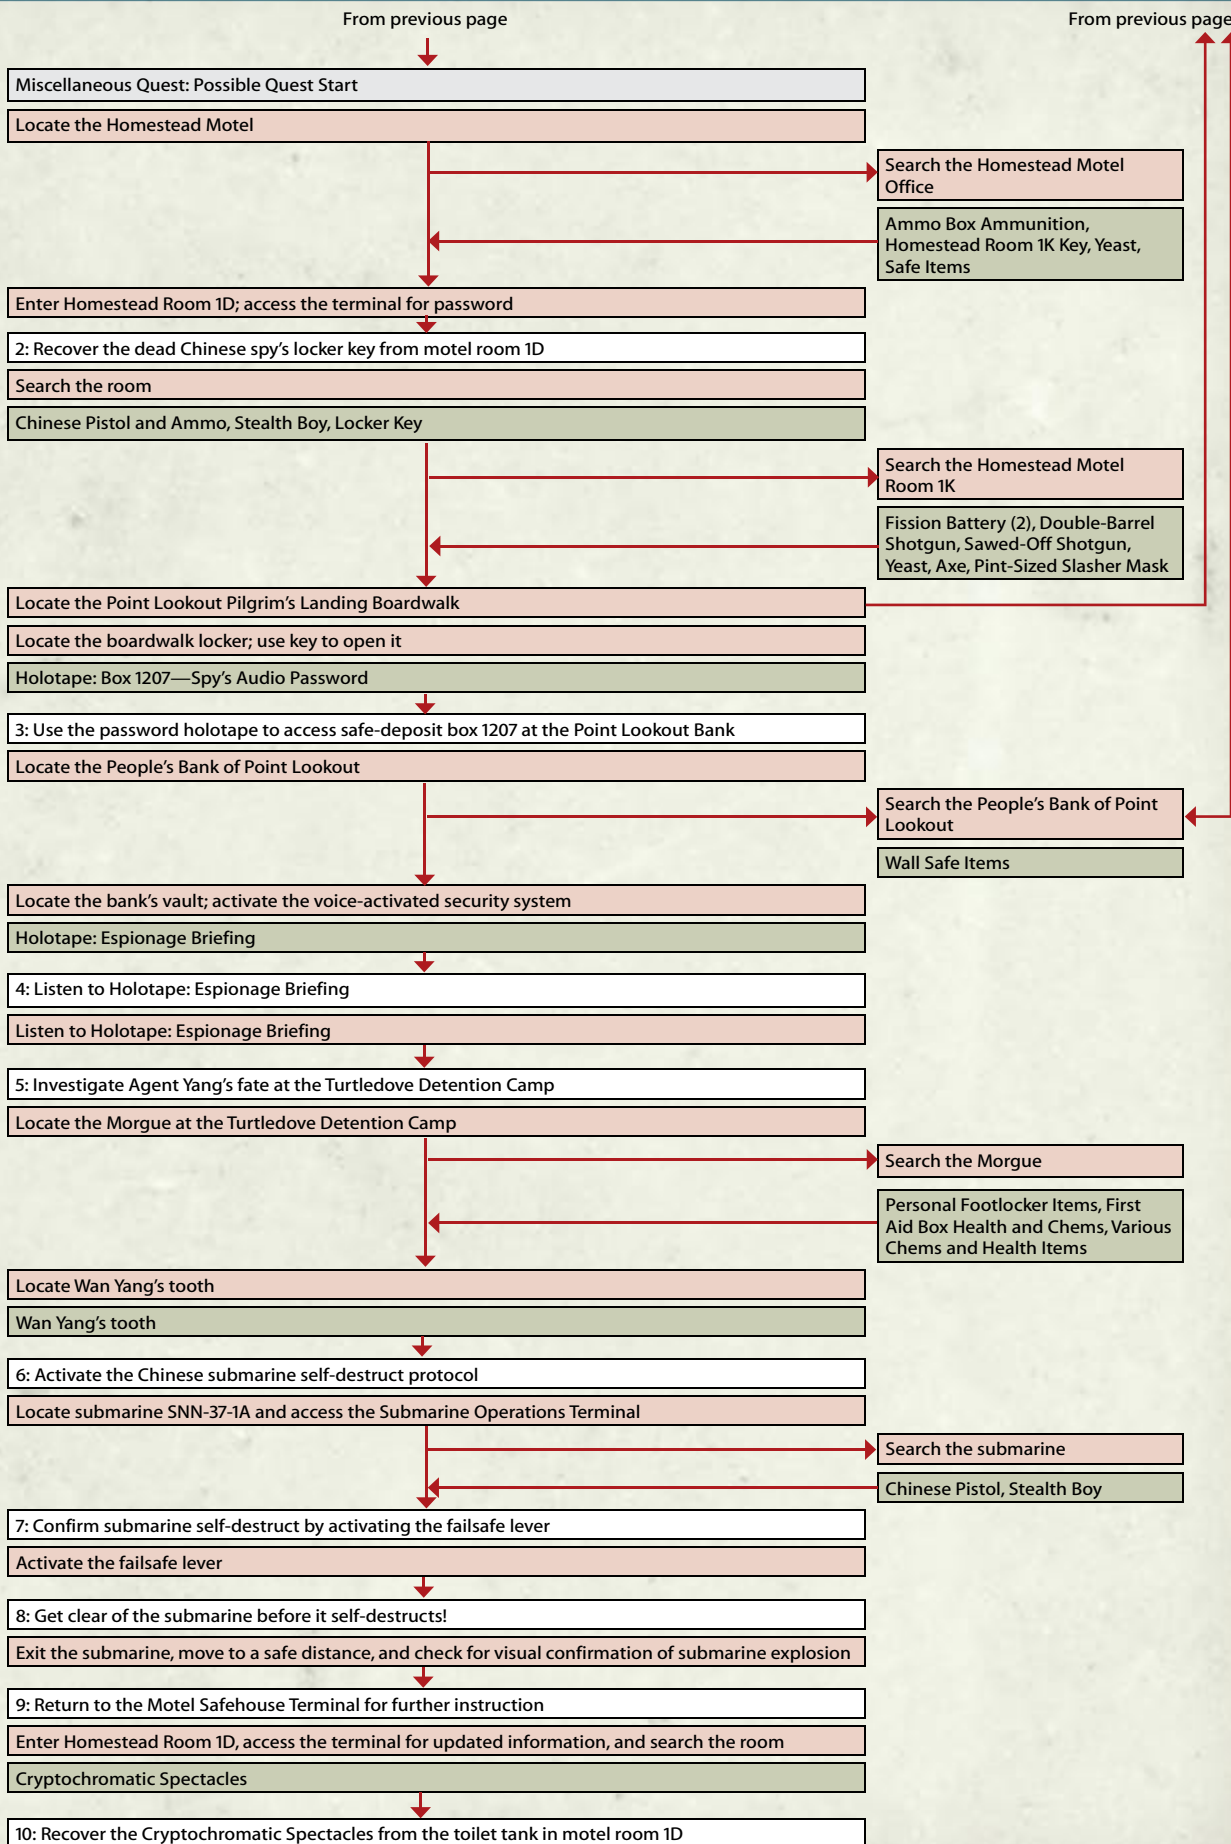 From previous page
From previous page
Miscellaneous Quest: Possible Quest Start
Locate the Homestead Motel
Search the Homestead Motel
Office
Ammo Box Ammunition,
Homestead Room 1K Key, Yeast,
Safe Items
Enter Homestead Room 1D; access the terminal for password
2: Recover the dead Chinese spy's locker key from motel room 1D
Search the room
Chinese Pistol and Ammo, Stealth Boy, Locker Key
Search the Homestead Motel
Room 1K
Fission Battery (2), Double-Barrel
Shotgun, Sawed-Off Shotgun,
Yeast, Axe, Pint-Sized Slasher Mask
Locate the Point Lookout Pilgrim's Landing Boardwalk
Locate the boardwalk locker; use key to open it
Holotape: Box 1207—Spy's Audio Password
3: Use the password holotape to access safe-deposit box 1207 at the Point Lookout Bank
Locate the People's Bank of Point Lookout
Search the People's Bank of Point
Lookout
Wall Safe Items
Locate the bank's vault; activate the voice-activated security system
Holotape: Espionage Briefing
4: Listen to Holotape: Espionage Briefing
Listen to Holotape: Espionage Briefing
5: Investigate Agent Yang's fate at the Turtledove Detention Camp
Locate the Morgue at the Turtledove Detention Camp
Search the Morgue
Personal Footlocker Items, First
Aid Box Health and Chems, Various
Chems and Health Items
Locate Wan Yang's tooth
Wan Yang's tooth
6: Activate the Chinese submarine self-destruct protocol
Locate submarine SNN-37-1A and access the Submarine Operations Terminal
Search the submarine
Chinese Pistol, Stealth Boy
7: Confirm submarine self-destruct by activating the failsafe lever
Activate the failsafe lever
8: Get clear of the submarine before it self-destructs!
Exit the submarine, move to a safe distance, and check for visual confirmation of submarine explosion
9: Return to the Motel Safehouse Terminal for further instruction
Enter Homestead Room 1D, access the terminal for updated information, and search the room
Cryptochromatic Spectacles
10: Recover the Cryptochromatic Spectacles from the toilet tank in motel room 1D